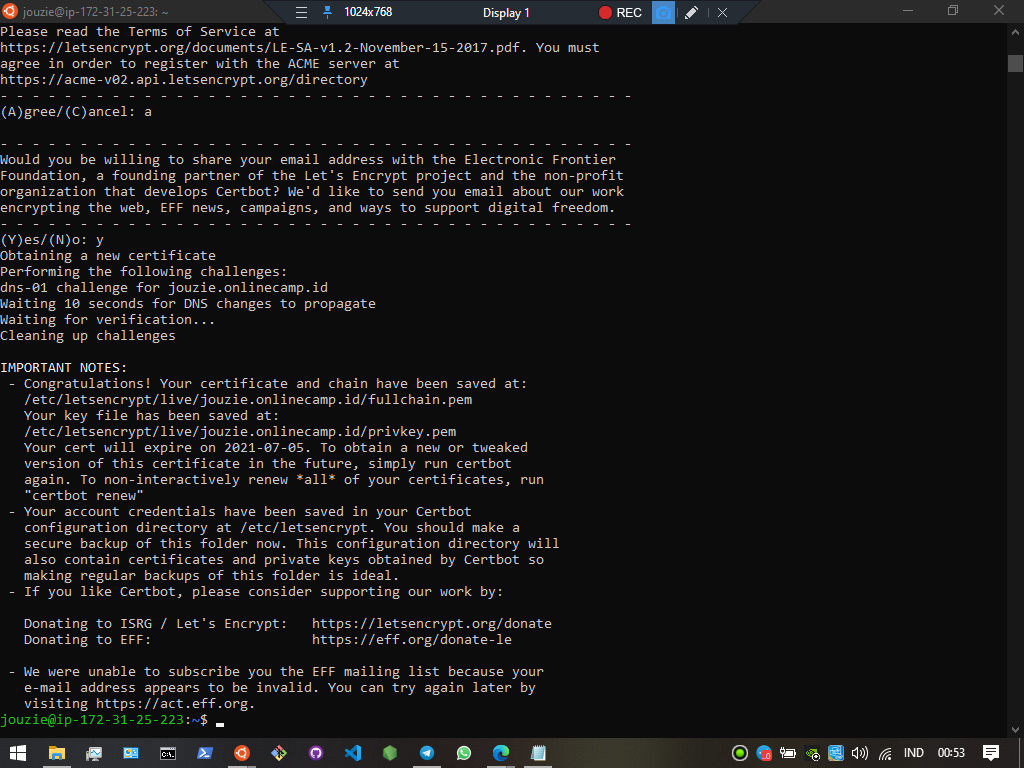 jouzie@ip-172-31-25-223: ~
1024x768
Display 1
REC
Please read the Terms of Service at
https://letsencrypt.org/documents/LE-SA-v1.2-November-15-2017.pdf. You must
agree in order to register with the ACME server at
https://acme-v02.api.letsencrypt.org/directory
- - - - - - - - - - - - - - - - - - - - - - - - - - - - - - - - - - - - - - - -
(A)gree/(C)ancel: a
- - - - - - - - - - - - - - - - - - - - - - - - - - - - - - - - - - - - - - - -
Would you be willing to share your email address with the Electronic Frontier
Foundation, a founding partner of the Let's Encrypt project and the non-profit
organization that develops Certbot? We'd like to send you email about our work
encrypting the web, EFF news, campaigns, and ways to support digital freedom.
- - - - - - - - - - - - - - - - - - - - - - - - - - - - - - - - - - - - - - - -
(Y)es/(N)o: y
Obtaining a new certificate
Performing the following challenges:
dns-01 challenge for jouzie.onlinecamp.id
Waiting 10 seconds for DNS changes to propagate
Waiting for verification...
Cleaning up challenges
IMPORTANT NOTES:
- Congratulations! Your certificate and chain have been saved at:
/etc/letsencrypt/live/jouzie.onlinecamp.id/fullchain.pem
Your key file has been saved at:
/etc/letsencrypt/live/jouzie.onlinecamp.id/privkey.pem
Your cert will expire on 2021-07-05. To obtain a new or tweaked
version of this certificate in the future, simply run certbot
again. To non-interactively renew *all* of your certificates, run
"certbot renew"
- Your account credentials have been saved in your Certbot
configuration directory at /etc/letsencrypt. You should make a
secure backup of this folder now. This configuration directory will
also contain certificates and private keys obtained by Certbot so
making regular backups of this folder is ideal.
- If you like Certbot, please consider supporting our work by:
Donating to ISRG / Let's Encrypt:   https://letsencrypt.org/donate
Donating to EFF:                    https://eff.org/donate-le
- We were unable to subscribe you the EFF mailing list because your
e-mail address appears to be invalid. You can try again later by
visiting https://act.eff.org.
jouzie@ip-172-31-25-223:~$
IND
00:53